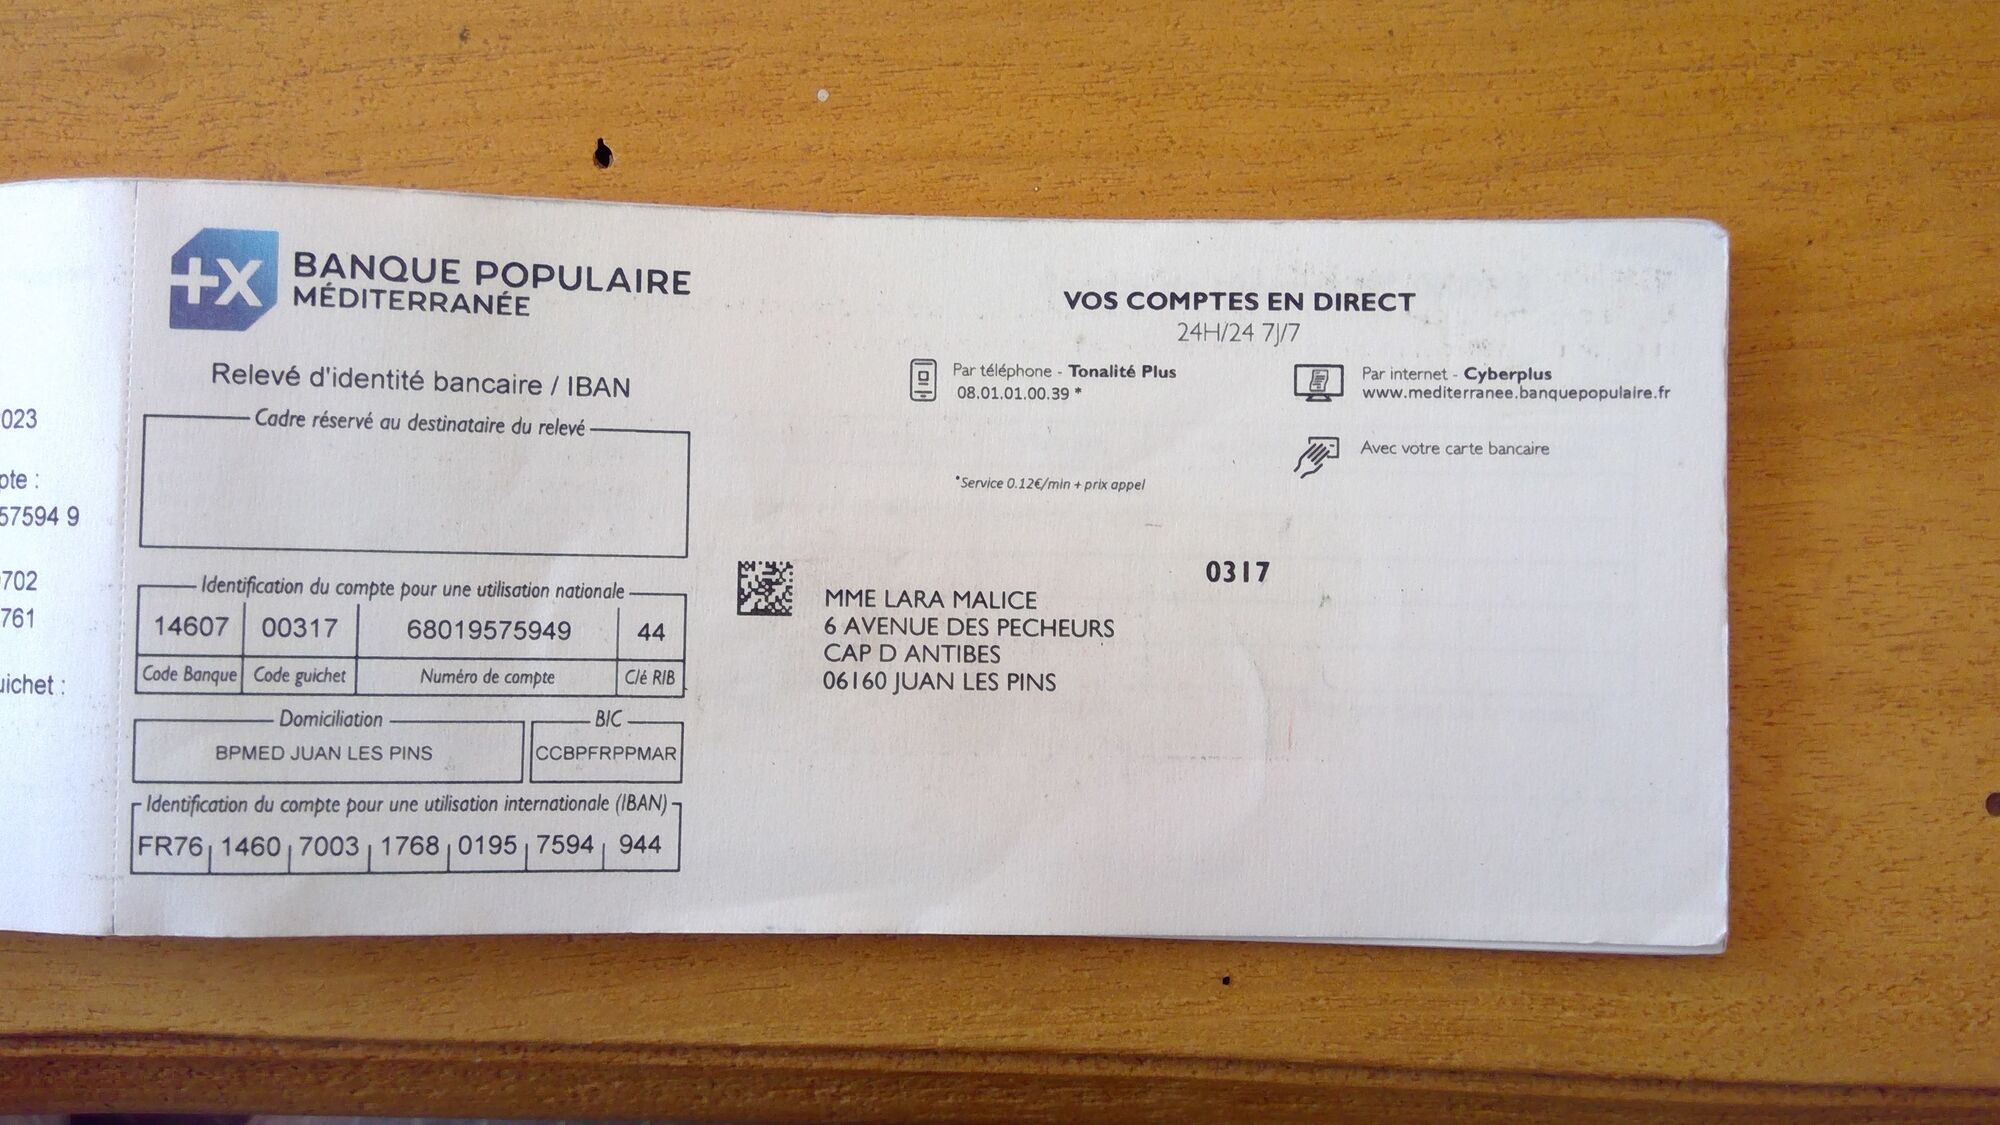 023
pte :
57594 9
702
761
uichet :
+X BANQUE POPULAIRE
MÉDITERRANÉE
Relevé d'identité bancaire / IBAN
Cadre réservé au destinataire du relevé
Identification du compte pour une utilisation nationale
14607 00317 68019575949 44
Code Banque Code guichet Numéro de compte Clé RIB
Domiciliation BIC
BPMED JUAN LES PINS CCBPFRPPMAR
Identification du compte pour une utilisation internationale (IBAN)
FR76 1460 7003 1768 0195 7594 944
VOS COMPTES EN DIRECT
24H/24 7J/7
Par téléphone - Tonalité Plus
08.01.01.00.39 *
Par internet - Cyberplus
www.mediterranee.banquepopulaire.fr
Avec votre carte bancaire
*Service 0.12€/min + prix appel
0317
MME LARA MALICE
6 AVENUE DES PECHEURS
CAP D ANTIBES
06160 JUAN LES PINS